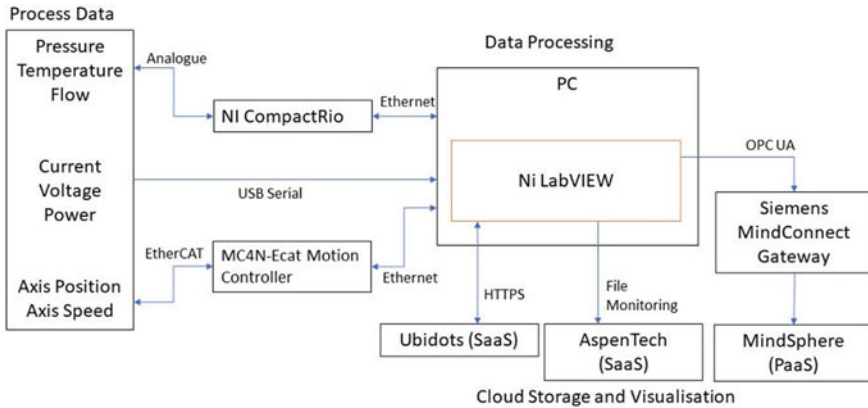 Process Data
Pressure
Temperature
Flow
Current
Voltage
Power
Axis Position
Axis Speed
Analogue
NI CompactRio
Ethernet
USB Serial
EtherCAT
MC4N-Ecat Motion
Controller
Ethernet
Data Processing
PC
Ni LabVIEW
OPC UA
Siemens
MindConnect
Gateway
HTTPS
File
Monitoring
Ubidots (SaaS)
AspenTech
(SaaS)
MindSphere
(PaaS)
Cloud Storage and Visualisation